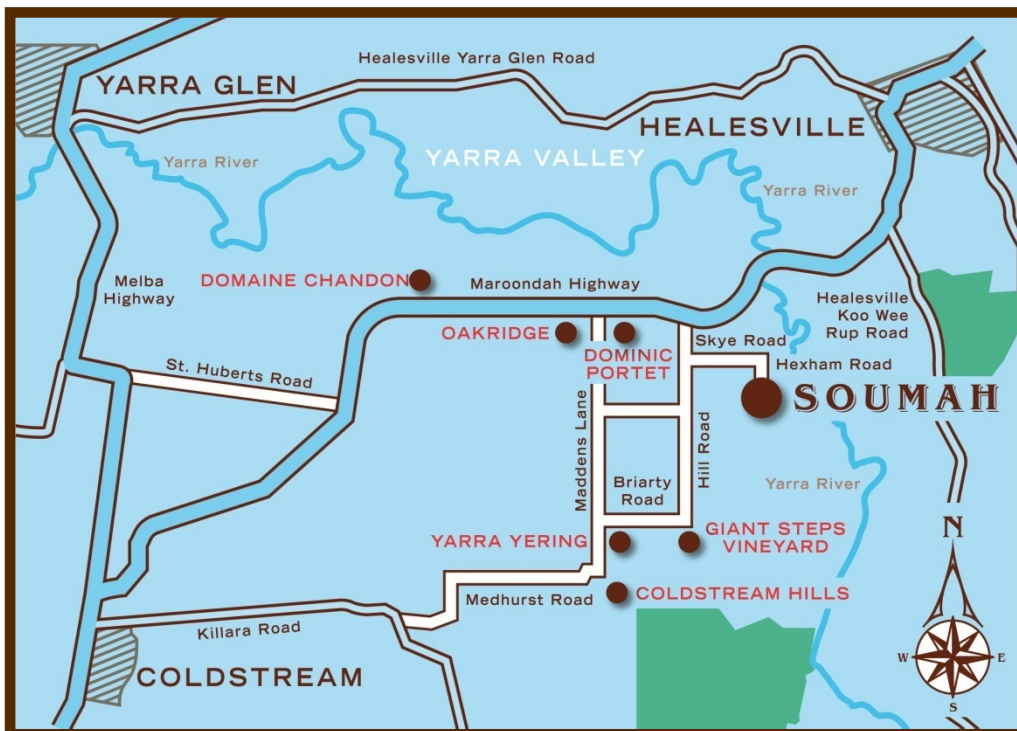 Healesville Yarra Glen Road
YARRA GLEN
HEALESVILLE
YARRA VALLEY
Yarra River
Yarra River
DOMAINE CHANDON
Melba
Highway
Maroondah Highway
Healesville
Koo Wee
Rup Road
OAKRIDGE
DOMINIC
PORTET
Skye Road
Hexham Road
St. Huberts Road
SOUMAH
Maddens Lane
Hill Road
Briarty
Road
Yarra River
YARRA YERING
GIANT STEPS
VINEYARD
N
Medhurst Road
COLDSTREAM HILLS
Killara Road
COLDSTREAM
W
E
S